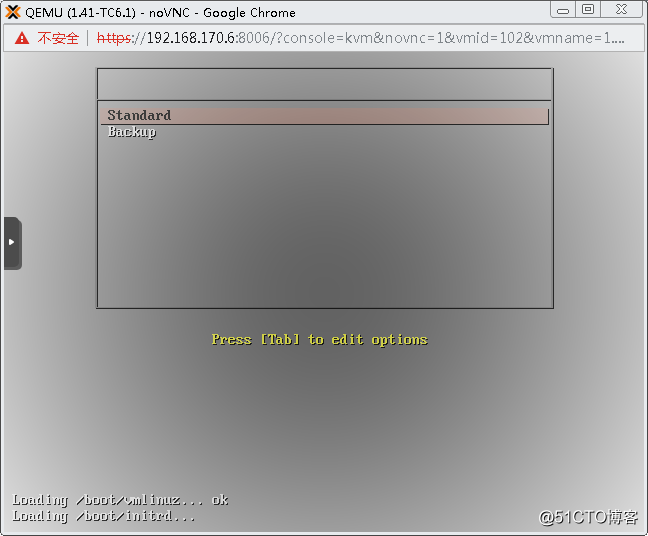 QEMU (1.41-TC6.1) - noVNC - Google Chrome
不安全 | https://192.168.170.6:8006/?console=kvm&novnc=1&vmid=102&vmname=1....
Standard
Backup
Press [Tab] to edit options
Loading /boot/vmlinuz... ok
Loading /boot/initrd...
@51CTO博客